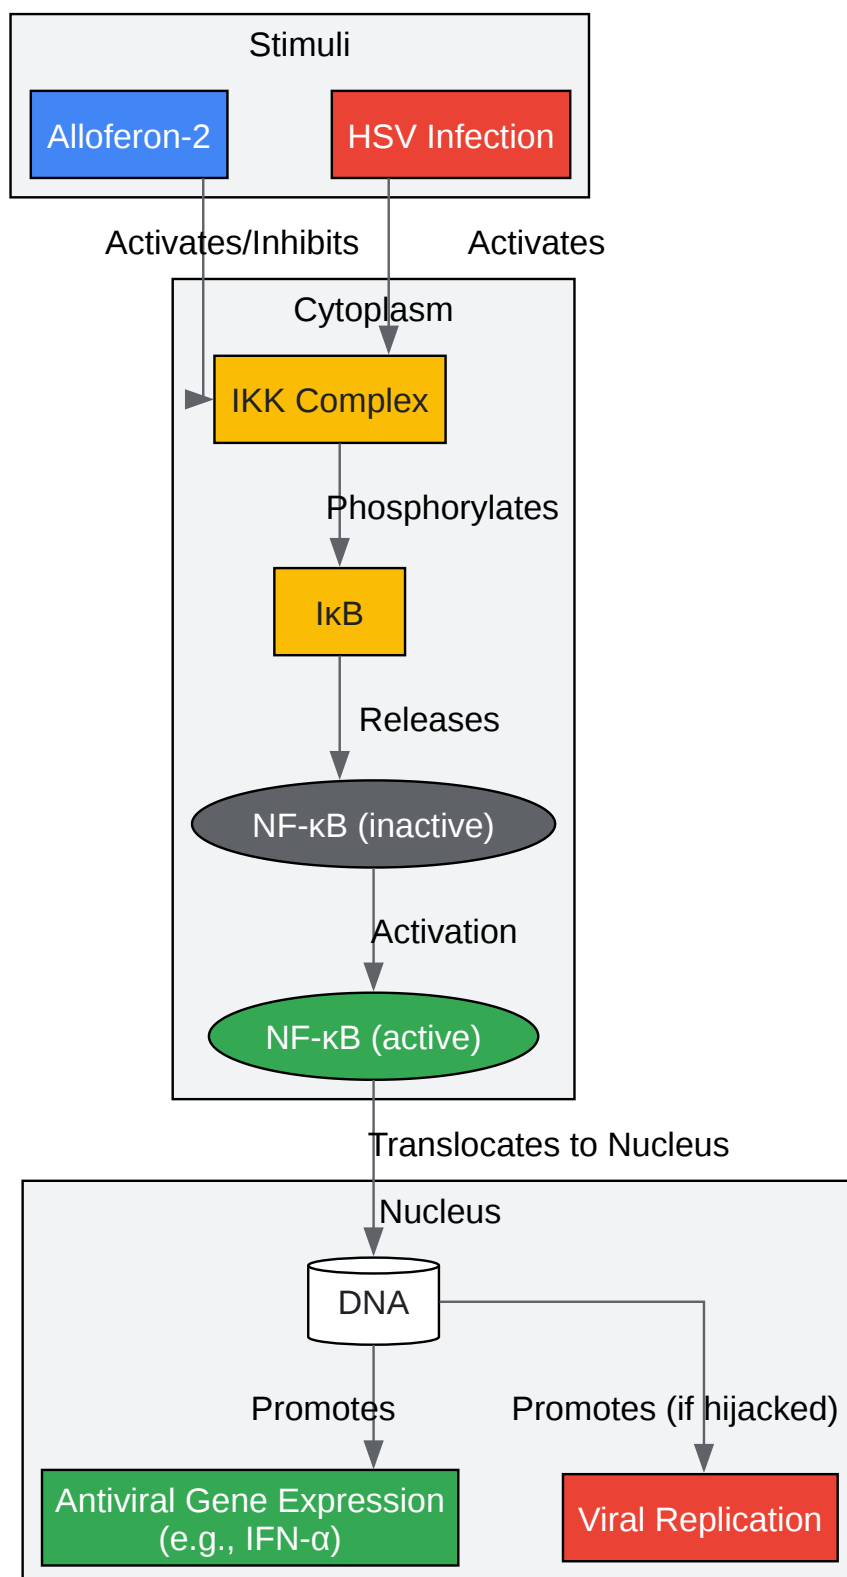 Stimuli
Alloferon-2
HSV Infection
Activates/Inhibits
Activates
Cytoplasm
IKK Complex
Phosphorylates
IκB
Releases
NF-κB (inactive)
Activation
NF-κB (active)
Translocates to Nucleus
Nucleus
DNA
Promotes
Promotes (if hijacked)
Antiviral Gene Expression
(e.g., IFN-α)
Viral Replication